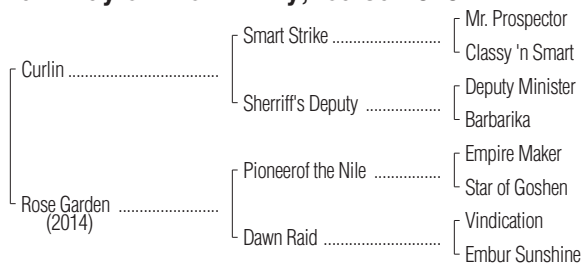 Mr. Prospector
Smart Strike ....................
Classy 'n Smart
Curlin ............................
Deputy Minister
Sherriff's Deputy ..............
Barbarika
Empire Maker
Pioneerof the Nile .............
Star of Goshen
Rose Garden ..................
(2014)
Vindication
Dawn Raid .....................
Embur Sunshine